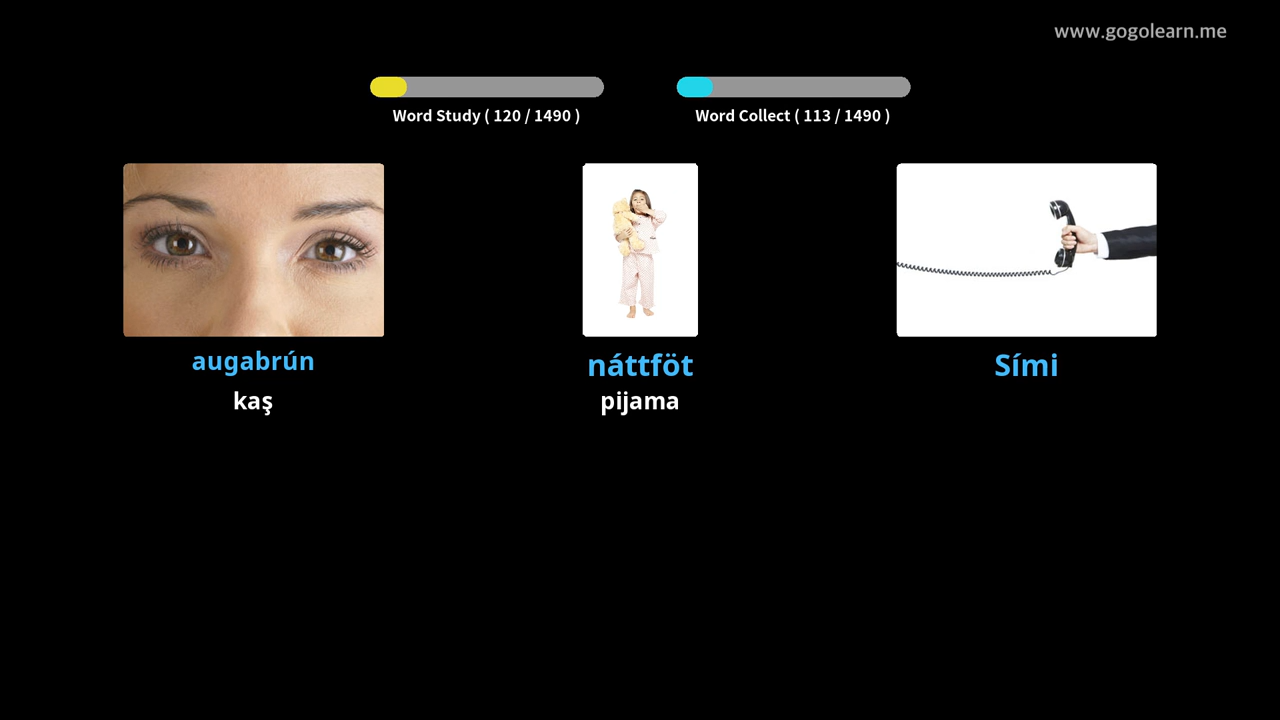 www.gogolearn.me
Word Study ( 120 / 1490 )
Word Collect ( 113 / 1490 )
augabrún
náttföt
Sími
kaş
pijama